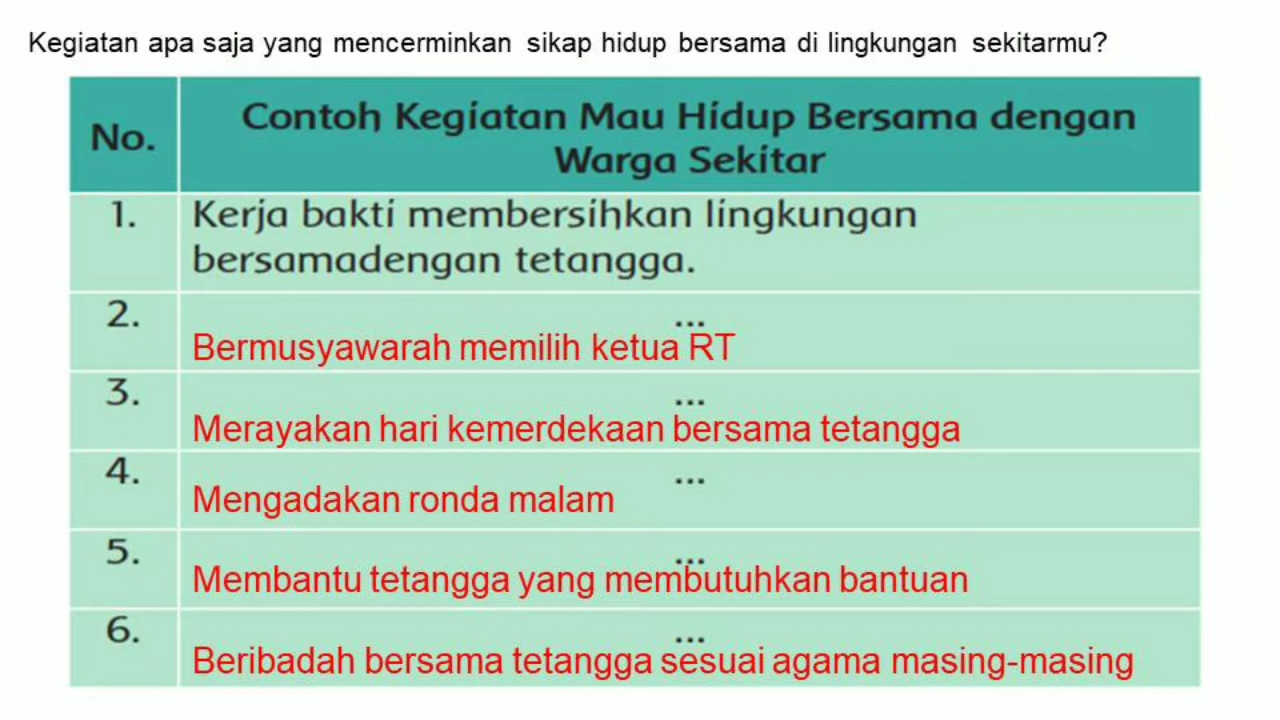 Kegiatan apa saja yang mencerminkan sikap hidup bersama di lingkungan sekitarmu?
No.
Contoh Kegiatan Mau Hidup Bersama dengan
Warga Sekitar
1.
Kerja bakti membersihkan lingkungan
bersamadengan tetangga.
2.
...
Bermusyawarah memilih ketua RT
3.
...
Merayakan hari kemerdekaan bersama tetangga
4.
...
Mengadakan ronda malam
5.
...
Membantu tetangga yang membutuhkan bantuan
6.
...
Beribadah bersama tetangga sesuai agama masing-masing